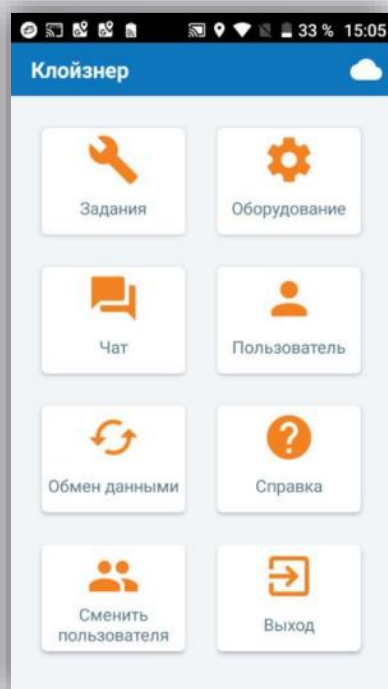 33 % 15:05
Клойзнер
Задания Оборудование
Чат Пользователь
Обмен данными Справка
Сменить
пользователя Выход